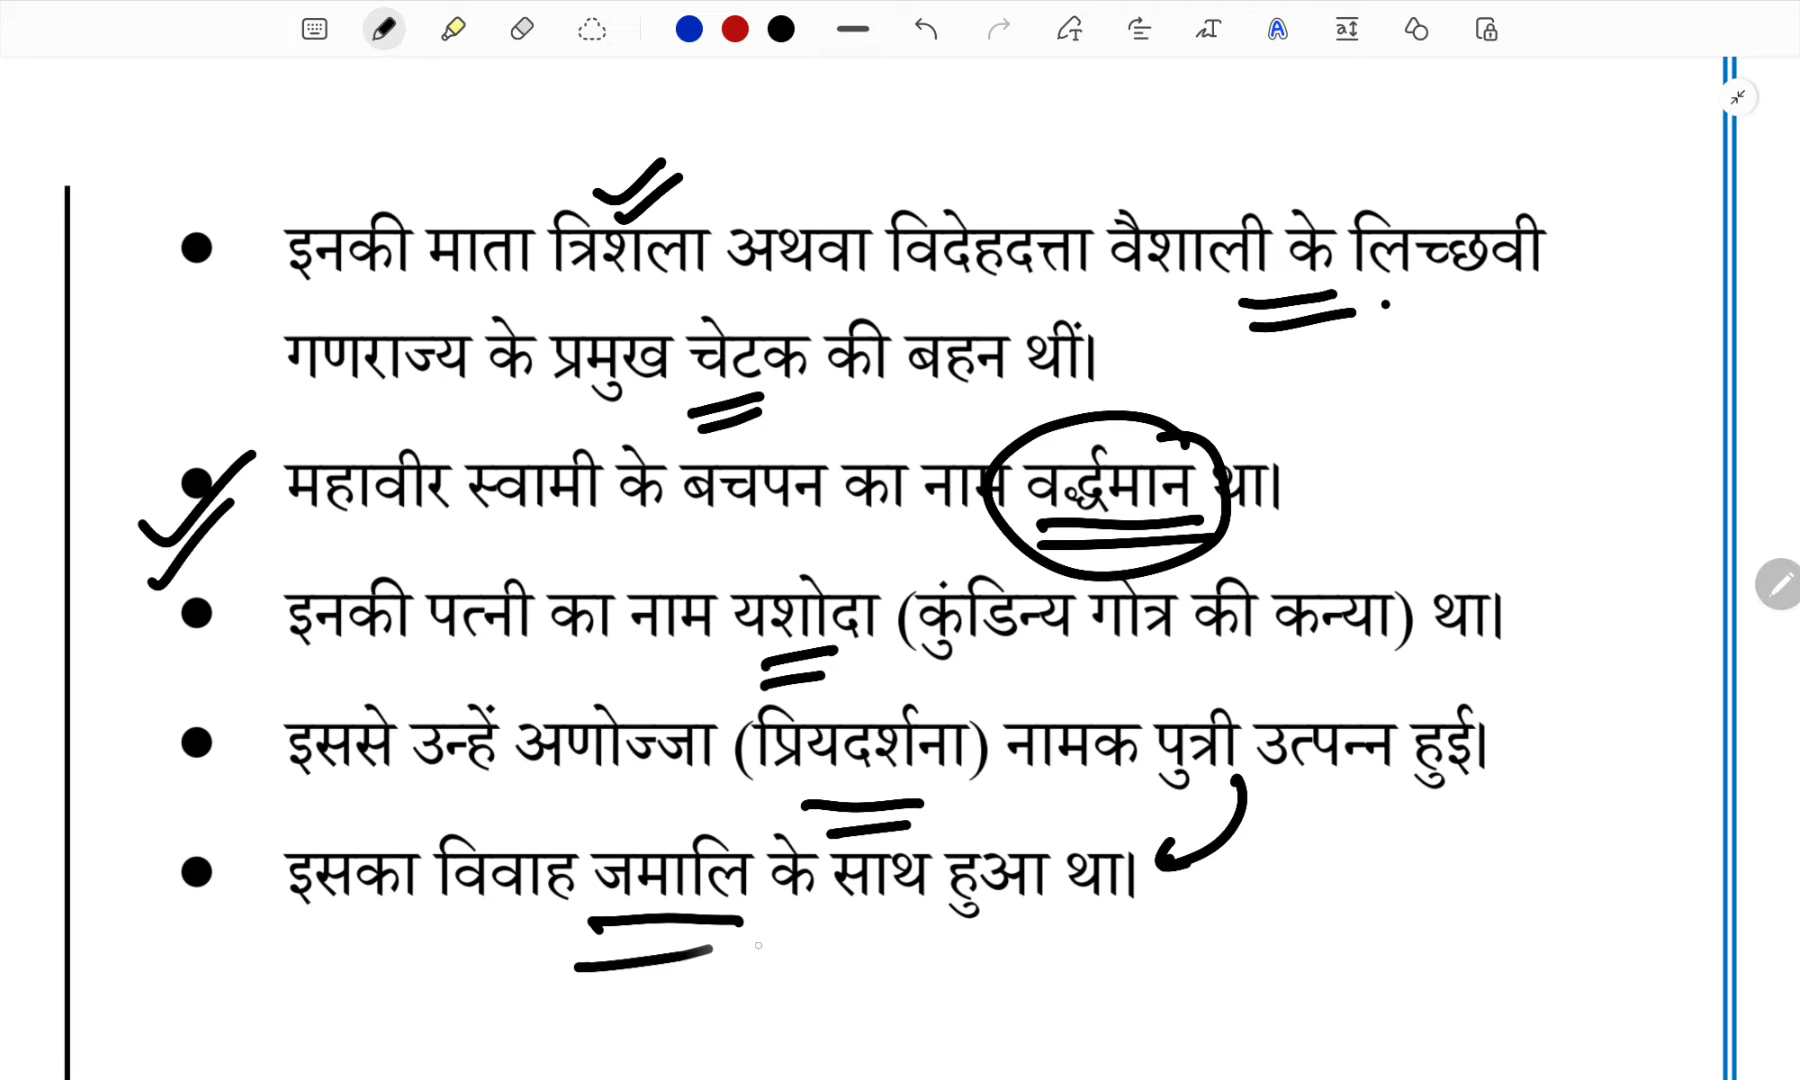 ● इनकी माता त्रिशला अथवा विदेहदत्ता वैशाली के लिच्छवी
गणराज्य के प्रमुख चेटक की बहन थीं।
● महावीर स्वामी के बचपन का नाम वर्द्धमान था।
● इनकी पत्नी का नाम यशोदा (कुंडिन्य गोत्र की कन्या) था।
● इससे उन्हें अणोज्जा (प्रियदर्शना) नामक पुत्री उत्पन्न हुई।
● इसका विवाह जमालि के साथ हुआ था।